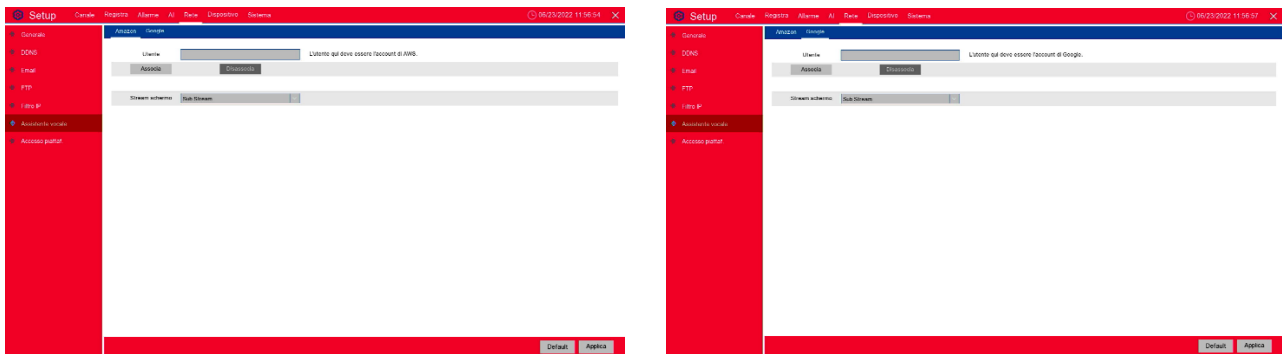 Setup Canale Registra Allarme AI Rete Dispositivo Sistema 06/23/2022 11:56:54 X
Generale
Amazon Google
DDNS
Utente L'utente qui deve essere l'account di AWS.
Email
Associa Disassocia
FTP
Filtro IP
Stream schermo Sub Stream
Assistente vocale
Accesso piattaf
Default Applica
Setup Canale Registra Allarme AI Rete Dispositivo Sistema 06/23/2022 11:56:57 X
Generale
Amazon Google
DDNS
Utente L'utente qui deve essere l'account di Google.
Email
Associa Disassocia
FTP
Filtro IP
Stream schermo Sub Stream
Assistente vocale
Accesso piattaf
Default Applica